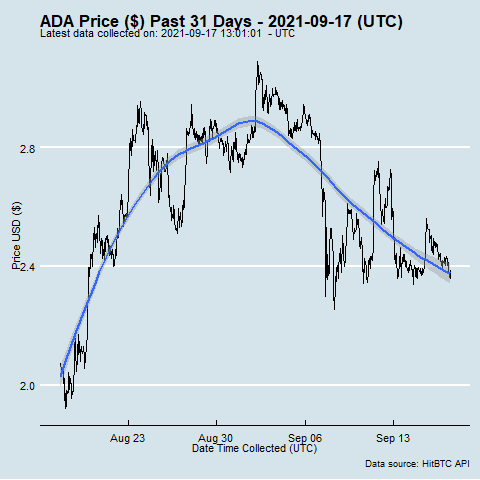 ADA Price ($) Past 31 Days - 2021-09-17 (UTC)
Latest data collected on: 2021-09-17 13:01:01 - UTC
Price USD ($)
2.8
2.4
2.0
Aug 23 Aug 30 Sep 06 Sep 13
Date Time Collected (UTC)
Data source: HitBTC API